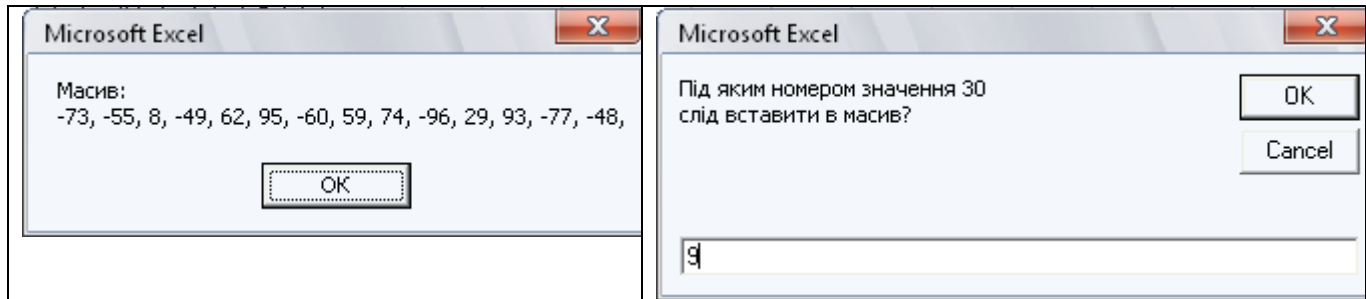 Microsoft Excel
Масив:
-73, -55, 8, -49, 62, 95, -60, 59, 74, -96, 29, 93, -77, -48,
OK
Microsoft Excel
Під яким номером значення 30
слід вставити в масив?
OK
Cancel
9